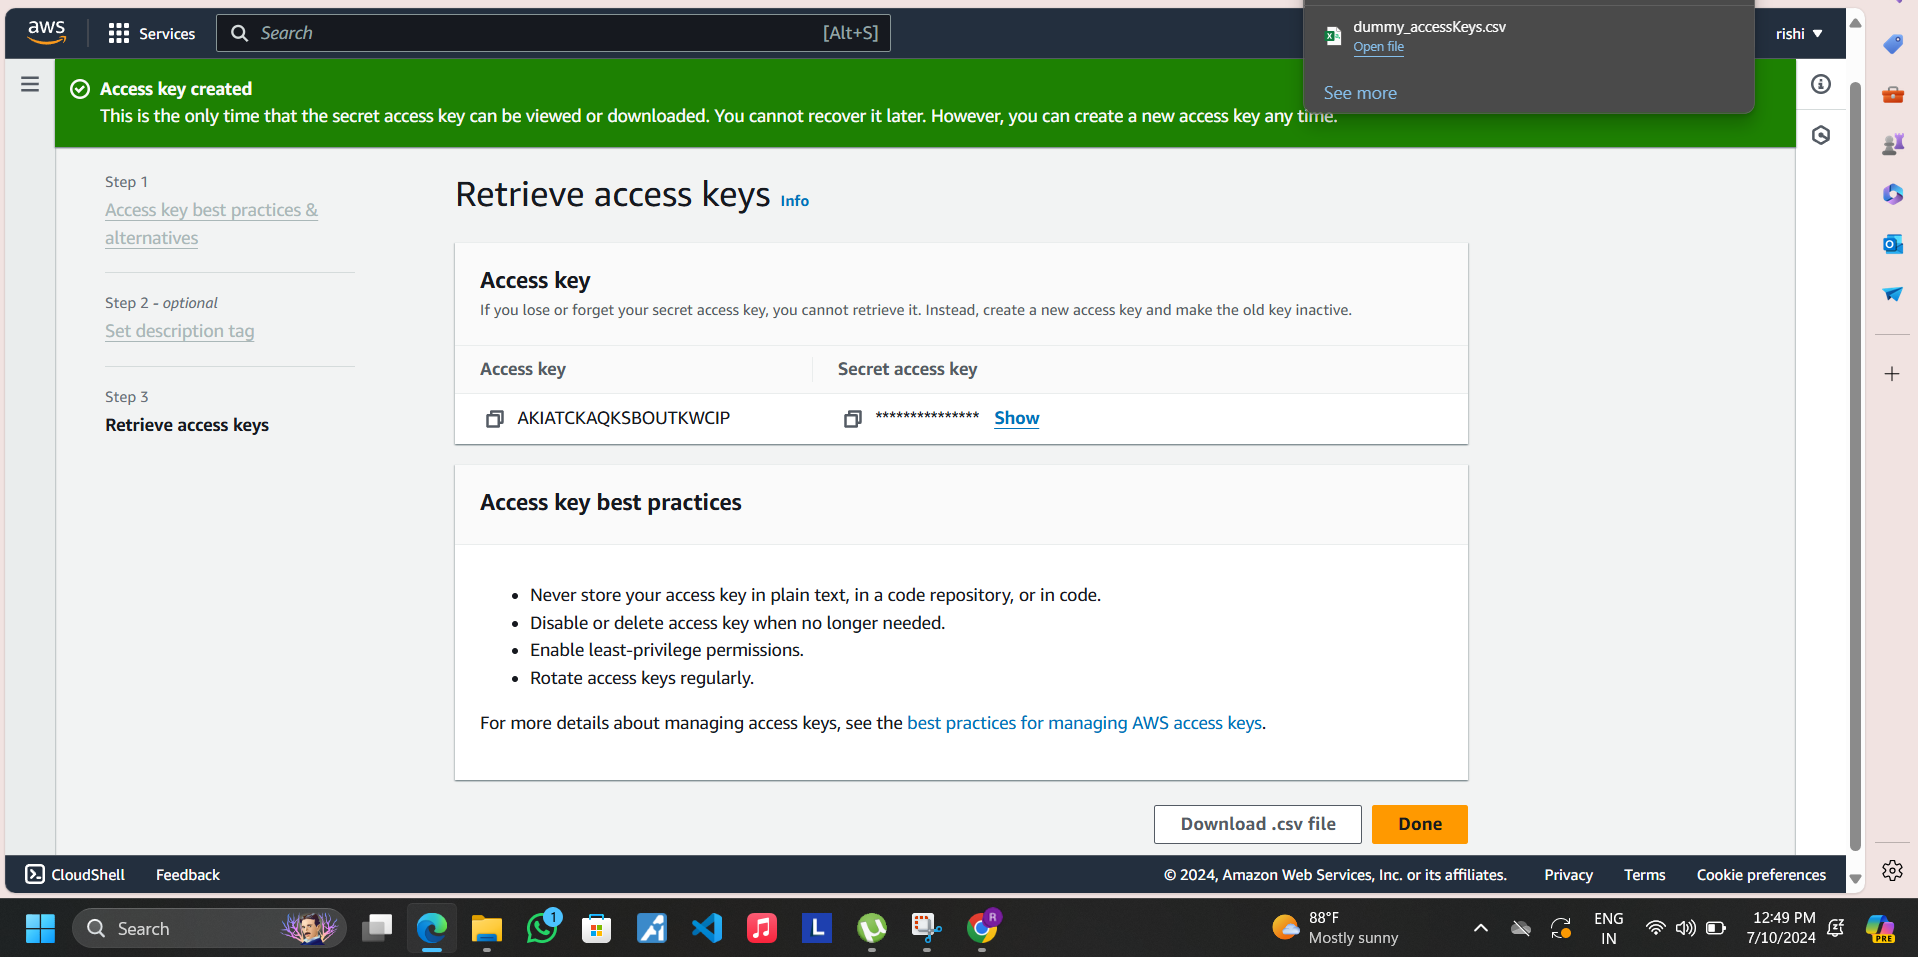 aws
Services
Search
[Alt+S]
dummy_accessKeys.csv
Open file
See more
rishi
Access key created
This is the only time that the secret access key can be viewed or downloaded. You cannot recover it later. However, you can create a new access key any time.
Step 1
Access key best practices &
alternatives
Step 2 - optional
Set description tag
Step 3
Retrieve access keys
Retrieve access keys Info
Access key
If you lose or forget your secret access key, you cannot retrieve it. Instead, create a new access key and make the old key inactive.
Access key
Secret access key
AKIATCKAQKSBOUTKWCIP
*************** Show
Access key best practices
• Never store your access key in plain text, in a code repository, or in code.
• Disable or delete access key when no longer needed.
• Enable least-privilege permissions.
• Rotate access keys regularly.
For more details about managing access keys, see the best practices for managing AWS access keys.
Download .csv file
Done
CloudShell
Feedback
© 2024, Amazon Web Services, Inc. or its affiliates.
Privacy
Terms
Cookie preferences
Search
1
L
R
88°F
Mostly sunny
ENG
IN
12:49 PM
7/10/2024
PRE